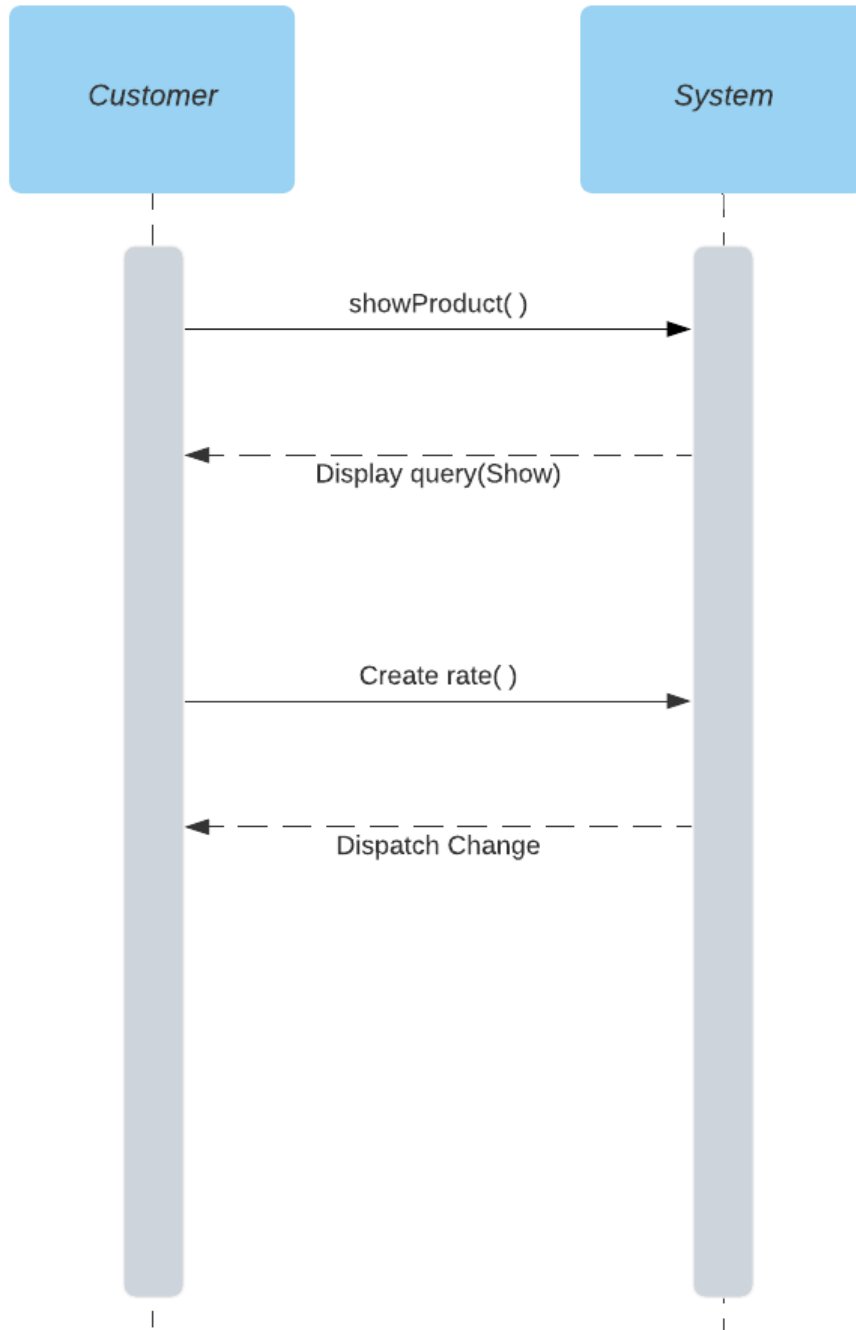 Customer
System
showProduct( )
Display query(Show)
Create rate( )
Dispatch Change